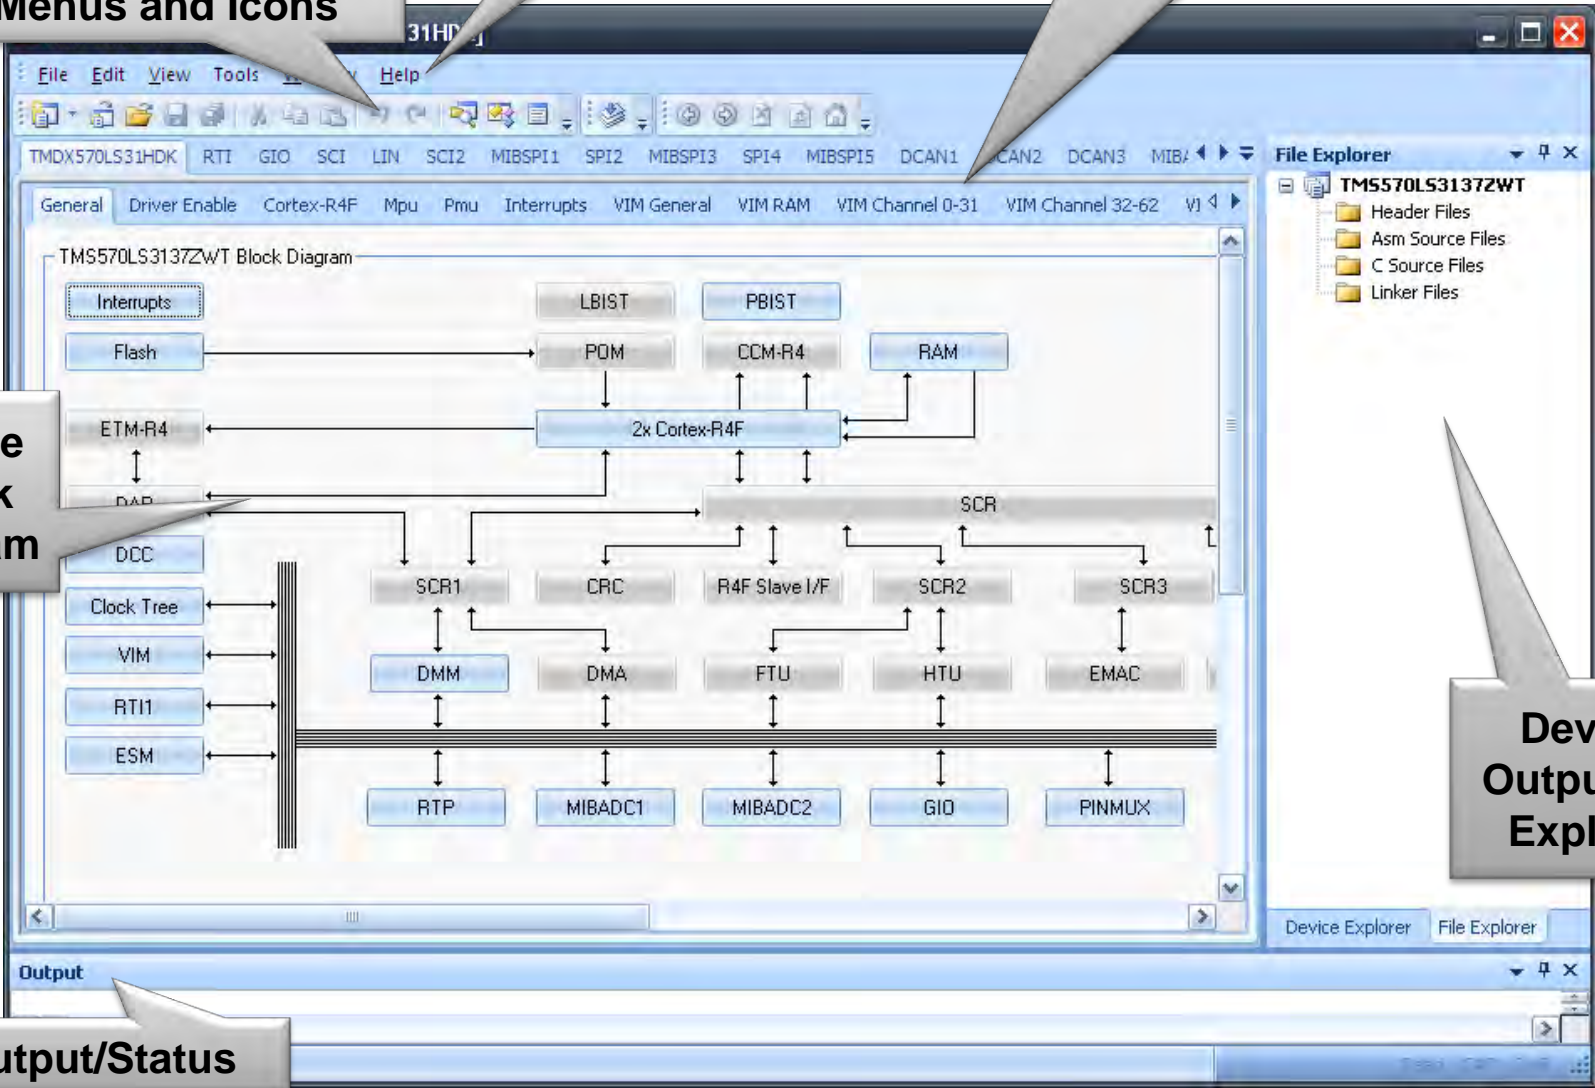 Menus and Icons
31HD
File Edit View Tools Help
TMDX570LS31HDK RTI GIO SCI LIN SCI2 MIBSPI1 SPI2 MIBSPI3 SPI4 MIBSPI5 DCAN1 CAN2 DCAN3 MIBA
General Driver Enable Cortex-R4F Mpu Pmu Interrupts VIM General VIM RAM VIM Channel 0-31 VIM Channel 32-62 VI
File Explorer
TMS570LS3137ZWT
Header Files
Asm Source Files
C Source Files
Linker Files
TMS570LS3137ZWT Block Diagram
Interrupts LBIST PBIST
Flash POM CCM-R4 RAM
ETM-R4 2x Cortex-R4F
DAP SCR
DCC
SCR1 CRC R4F Slave I/F SCR2 SCR3
Clock Tree
VIM
DMM DMA FTU HTU EMAC
RTI1
ESM
RTP MIBADC1 MIBADC2 GIO PINMUX
e
k
am
Dev
Outpu
Expl
Device Explorer File Explorer
Output
utput/Status